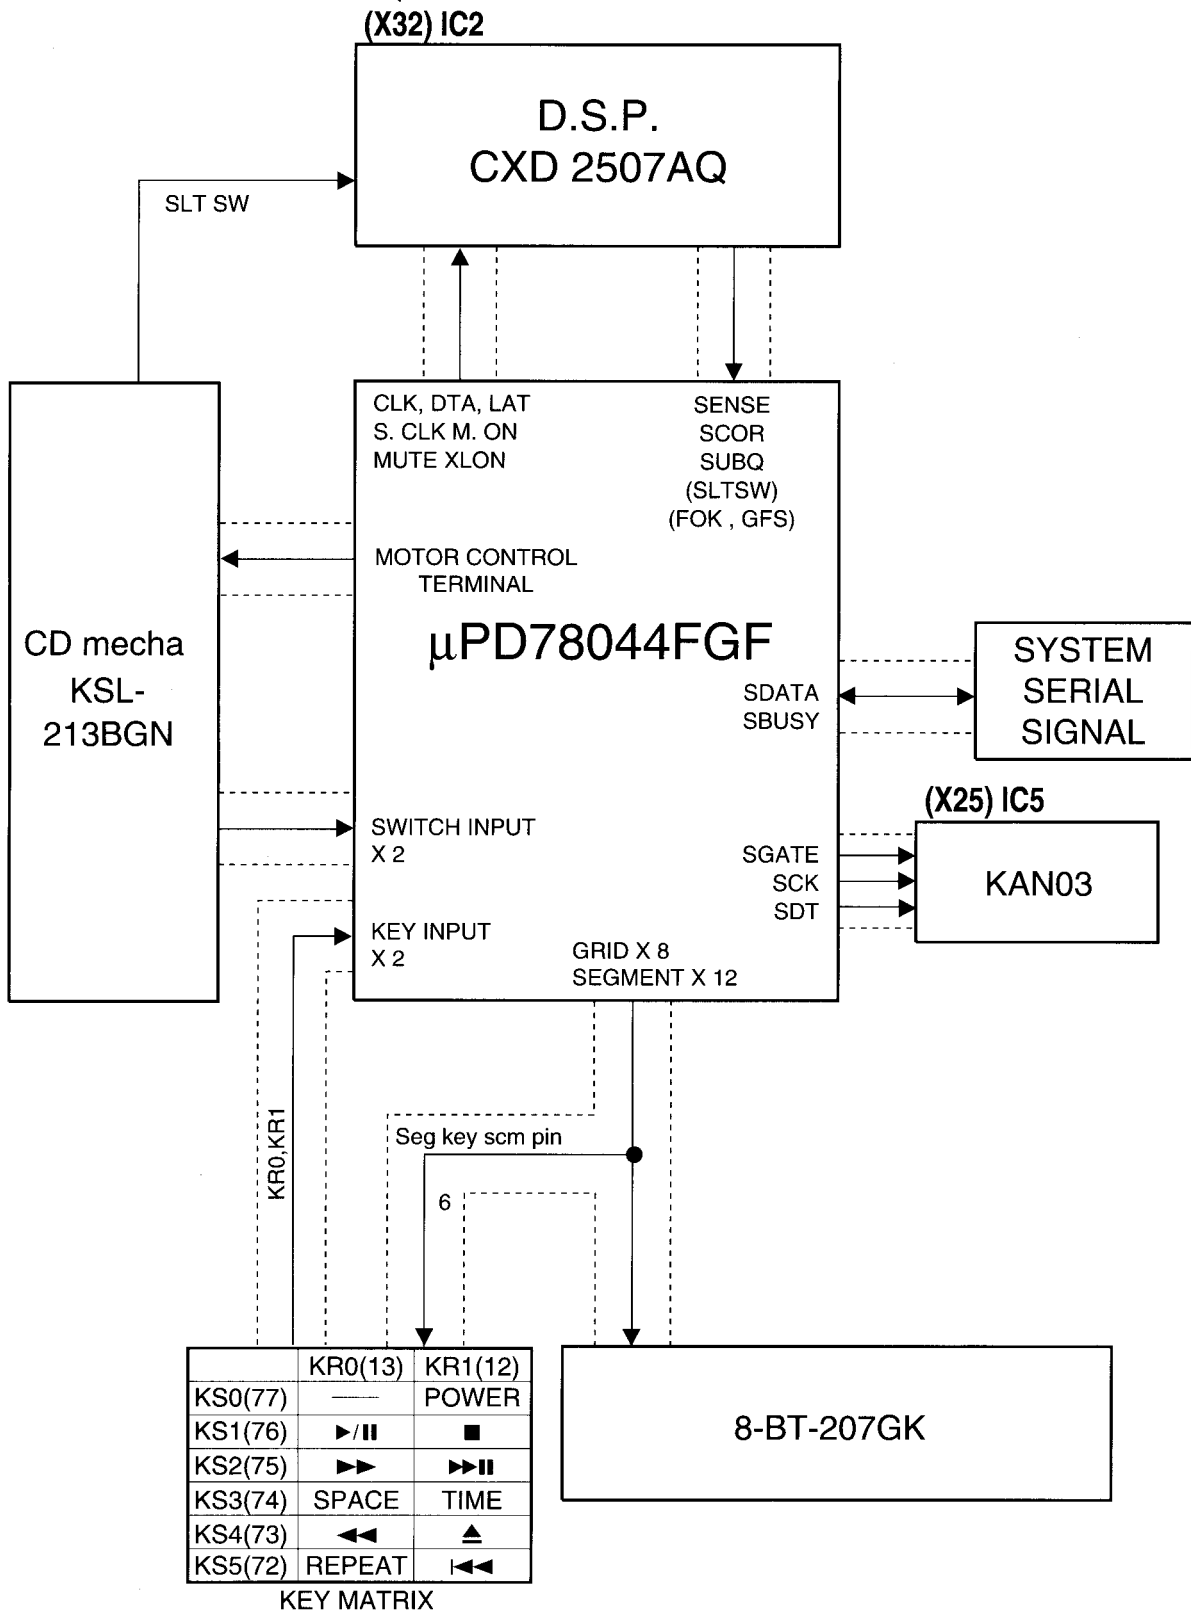 (X32) IC2
D.S.P.
CXD 2507AQ
SLT SW
CLK, DTA, LAT
S. CLK M. ON
MUTE XLON
SENSE
SCOR
SUBQ
(SLTSW)
(FOK , GFS)
MOTOR CONTROL
TERMINAL
µPD78044FGF
CD mecha
KSL-
213BGN
SDATA
SBUSY
SYSTEM
SERIAL
SIGNAL
(X25) IC5
SWITCH INPUT
X 2
SGATE
SCK
SDT
KAN03
KEY INPUT
X 2
GRID X 8
SEGMENT X 12
KR0,KR1
Seg key scm pin
6
KR0(13) KR1(12)
KS0(77) — POWER
KS1(76) ▶/❚❚ ■
KS2(75) ▶▶ ▶▶❚❚
KS3(74) SPACE TIME
KS4(73) ◀◀ ⏏
KS5(72) REPEAT I◀◀
KEY MATRIX
8-BT-207GK